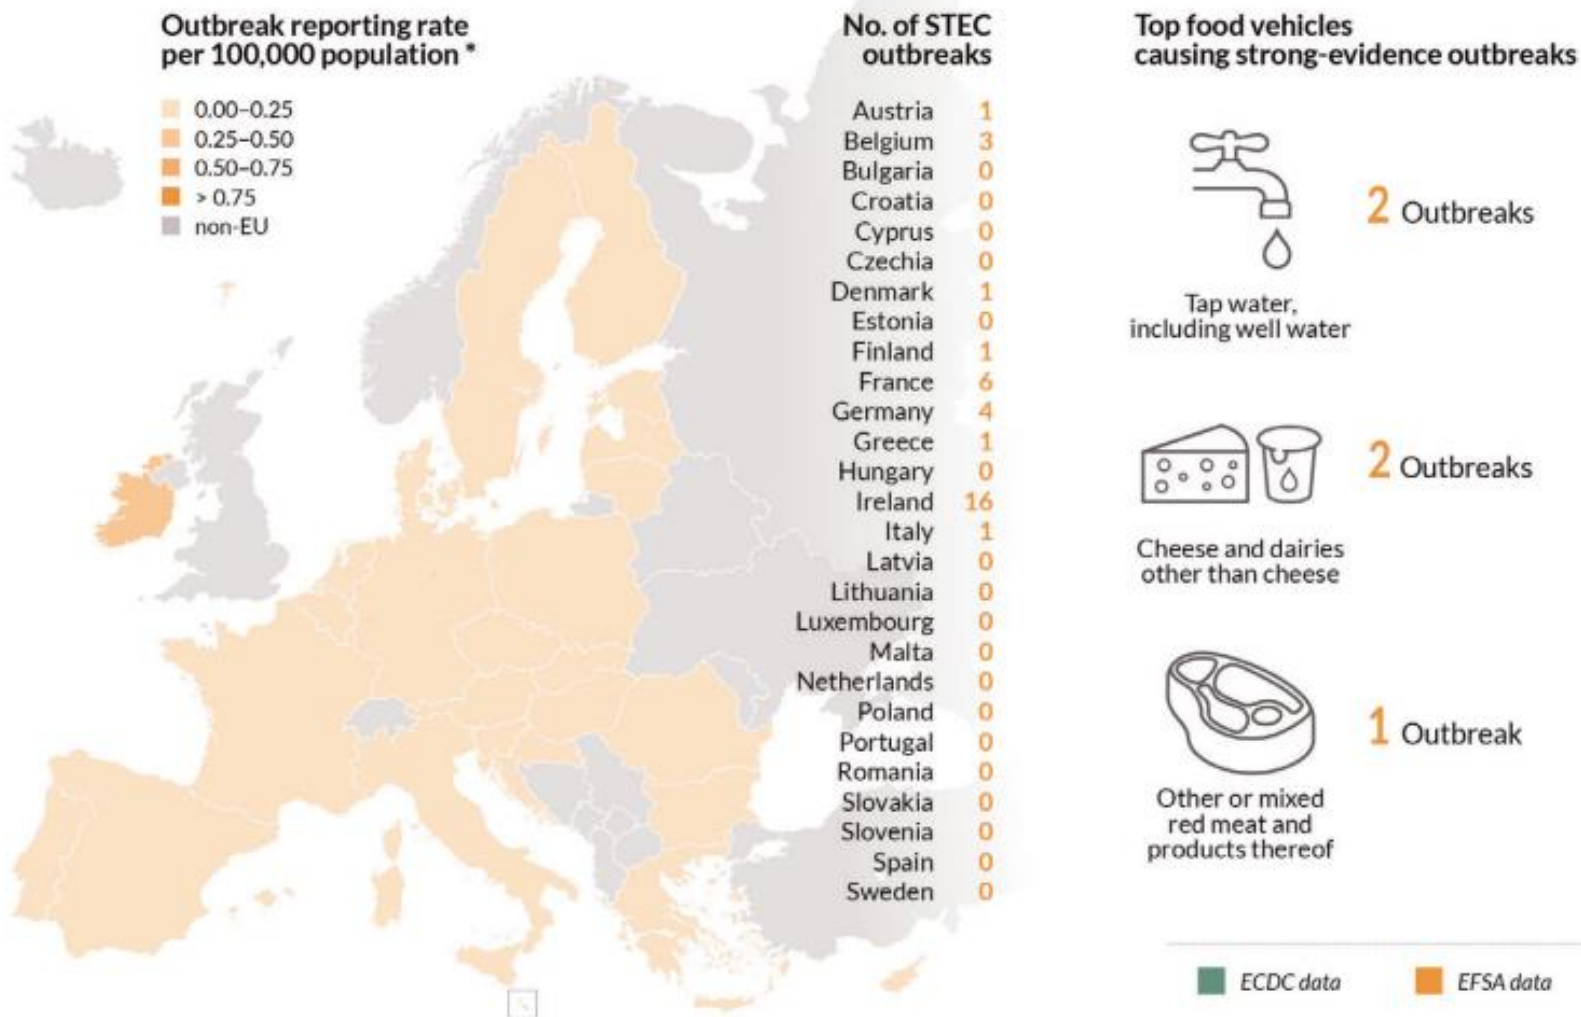 Outbreak reporting rate
per 100,000 population *
0.00–0.25
0.25–0.50
0.50–0.75
> 0.75
non-EU
No. of STEC
outbreaks
Austria 1
Belgium 3
Bulgaria 0
Croatia 0
Cyprus 0
Czechia 0
Denmark 1
Estonia 0
Finland 1
France 6
Germany 4
Greece 1
Hungary 0
Ireland 16
Italy 1
Latvia 0
Lithuania 0
Luxembourg 0
Malta 0
Netherlands 0
Poland 0
Portugal 0
Romania 0
Slovakia 0
Slovenia 0
Spain 0
Sweden 0
Top food vehicles
causing strong-evidence outbreaks
2 Outbreaks
Tap water,
including well water
2 Outbreaks
Cheese and dairies
other than cheese
1 Outbreak
Other or mixed
red meat and
products thereof
ECDC data
EFSA data